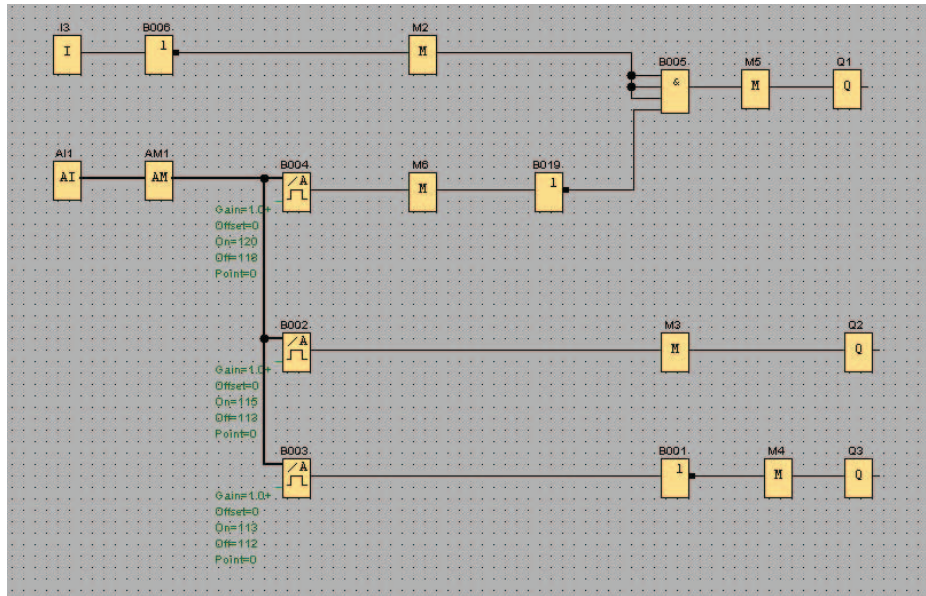 I3
B006
M2
B005
M5
Q1
I
1
M
&
M
Q
AI1
AM1
B004
M6
B019
AI
AM
/A
M
1
Gain=1.0+
Offset=0
On=120
Off=118
Point=0
B002
M3
Q2
/A
M
Q
Gain=1.0+
Offset=0
On=115
Off=113
Point=0
B003
B001
M4
Q3
/A
1
M
Q
Gain=1.0+
Offset=0
On=113
Off=112
Point=0